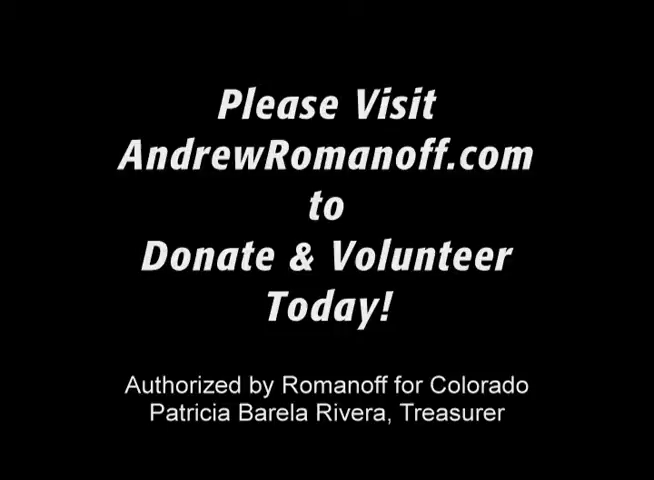 Please Visit
AndrewRomanoff.com
to
Donate & Volunteer
Today!
Authorized by Romanoff for Colorado
Patricia Barela Rivera, Treasurer